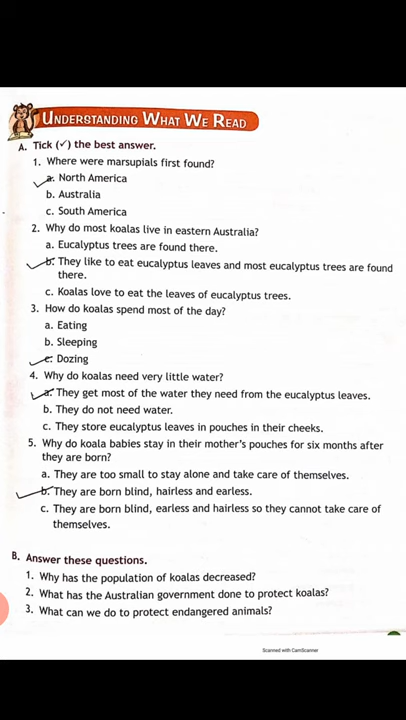 UNDERSTANDING WHAT WE READ
A. Tick (✓) the best answer.
1. Where were marsupials first found?
a. North America
b. Australia
c. South America
2. Why do most koalas live in eastern Australia?
a. Eucalyptus trees are found there.
b. They like to eat eucalyptus leaves and most eucalyptus trees are found
there.
c. Koalas love to eat the leaves of eucalyptus trees.
3. How do koalas spend most of the day?
a. Eating
b. Sleeping
c. Dozing
4. Why do koalas need very little water?
a. They get most of the water they need from the eucalyptus leaves.
b. They do not need water.
c. They store eucalyptus leaves in pouches in their cheeks.
5. Why do koala babies stay in their mother's pouches for six months after
they are born?
a. They are too small to stay alone and take care of themselves.
b. They are born blind, hairless and earless.
c. They are born blind, earless and hairless so they cannot take care of
themselves.
B. Answer these questions.
1. Why has the population of koalas decreased?
2. What has the Australian government done to protect koalas?
3. What can we do to protect endangered animals?
Scanned with CamScanner